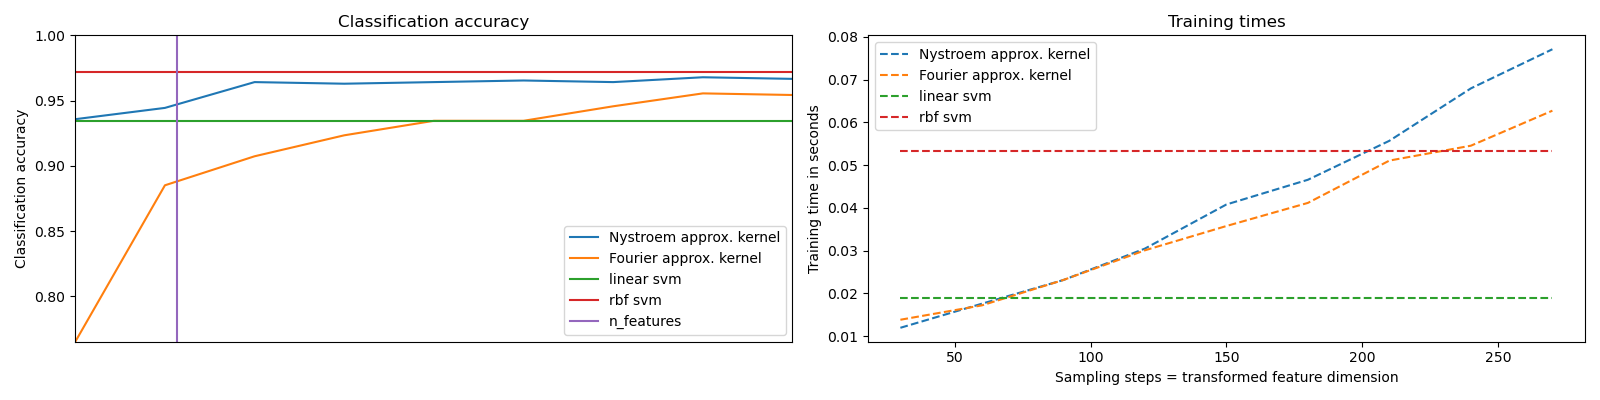 Classification accuracy
Classification accuracy
1.00
0.95
0.90
0.85
0.80
Nystroem approx. kernel
Fourier approx. kernel
linear svm
rbf svm
n_features
Training times
Training time in seconds
0.08
0.07
0.06
0.05
0.04
0.03
0.02
0.01
Nystroem approx. kernel
Fourier approx. kernel
linear svm
rbf svm
50
100
150
200
250
Sampling steps = transformed feature dimension